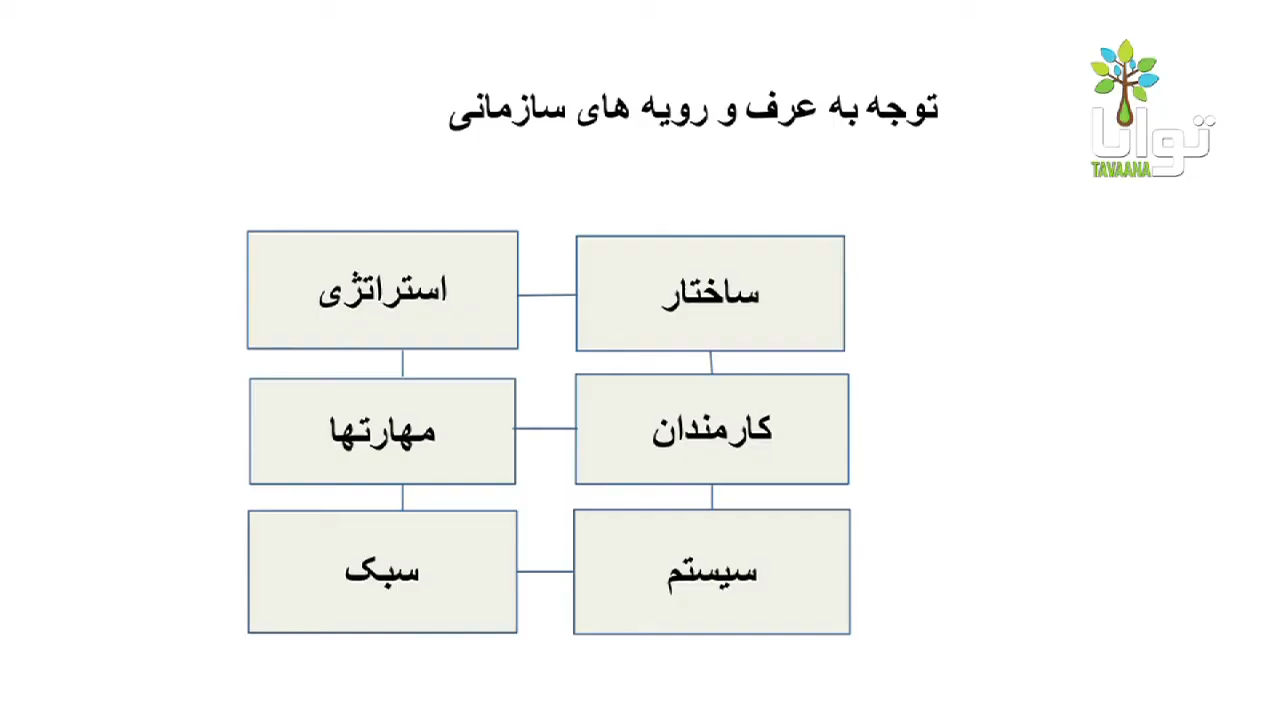 توجه به عرف و رویه های سازمانی
توانا
TAVAANA
ساختار
استراتژی
کارمندان
مهارتها
سیستم
سبک